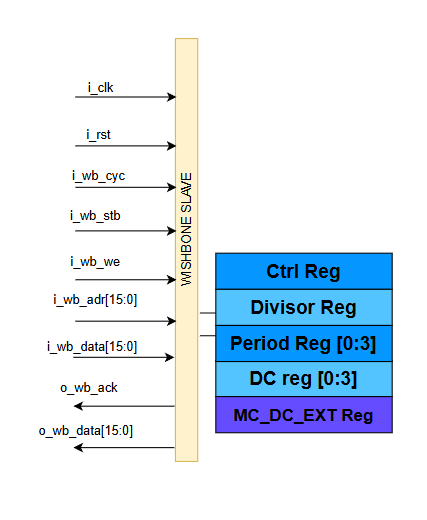 i_clk
i_rst
i_wb_cyc
i_wb_stb
i_wb_we
i_wb_adr[15:0]
i_wb_data[15:0]
o_wb_ack
o_wb_data[15:0]
WISHBONE SLAVE
Ctrl Reg
Divisor Reg
Period Reg [0:3]
DC reg [0:3]
MC_DC_EXT Reg